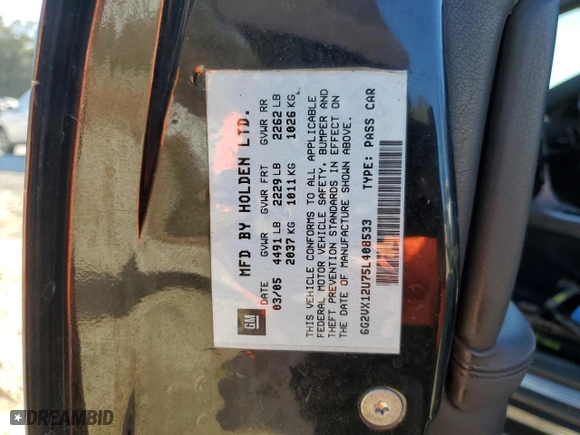 MFD BY HOLDEN LTD.
DATE GVWR GVWR FRT GVWR RR
03/05 4491 LB 2229 LB 2262 LB
2037 KG 1011 KG 1026 KG
THIS VEHICLE CONFORMS TO ALL APPLICABLE
FEDERAL MOTOR VEHICLE SAFETY, BUMPER AND
THEFT PREVENTION STANDARDS IN EFFECT ON
THE DATE OF MANUFACTURE SHOWN ABOVE.
6G2VX12U75L408533 TYPE: PASS CAR
GM
DREAMBID